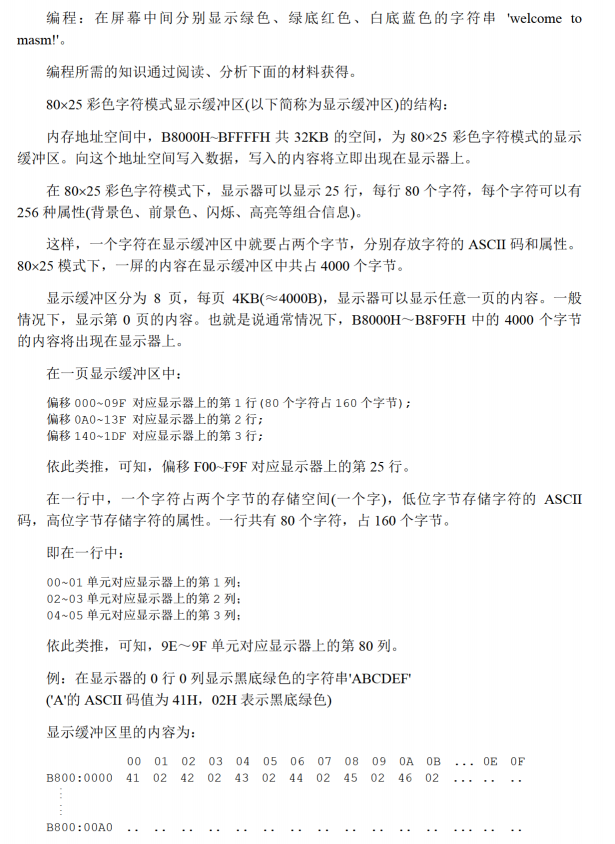 编程：在屏幕中间分别显示绿色、绿底红色、白底蓝色的字符串 'welcome to
masm!'。
编程所需的知识通过阅读、分析下面的材料获得。
80×25 彩色字符模式显示缓冲区(以下简称为显示缓冲区)的结构：
内存地址空间中，B8000H~BFFFFH 共 32KB 的空间，为 80×25 彩色字符模式的显示
缓冲区。向这个地址空间写入数据，写入的内容将立即出现在显示器上。
在 80×25 彩色字符模式下，显示器可以显示 25 行，每行 80 个字符，每个字符可以有
256 种属性(背景色、前景色、闪烁、高亮等组合信息)。
这样，一个字符在显示缓冲区中就要占两个字节，分别存放字符的 ASCII 码和属性。
80×25 模式下，一屏的内容在显示缓冲区中共占 4000 个字节。
显示缓冲区分为 8 页，每页 4KB(≈4000B)，显示器可以显示任意一页的内容。一般
情况下，显示第 0 页的内容。也就是说通常情况下，B8000H～B8F9FH 中的 4000 个字节
的内容将出现在显示器上。
在一页显示缓冲区中：
偏移 000~09F 对应显示器上的第 1 行(80 个字符占 160 个字节)；
偏移 0A0~13F 对应显示器上的第 2 行；
偏移 140~1DF 对应显示器上的第 3 行；
依此类推，可知，偏移 F00~F9F 对应显示器上的第 25 行。
在一行中，一个字符占两个字节的存储空间(一个字)，低位字节存储字符的 ASCII
码，高位字节存储字符的属性。一行共有 80 个字符，占 160 个字节。
即在一行中：
00~01 单元对应显示器上的第 1 列；
02~03 单元对应显示器上的第 2 列；
04~05 单元对应显示器上的第 3 列；
依此类推，可知，9E～9F 单元对应显示器上的第 80 列。
例：在显示器的 0 行 0 列显示黑底绿色的字符串'ABCDEF'
('A'的 ASCII 码值为 41H，02H 表示黑底绿色)
显示缓冲区里的内容为：
00 01 02 03 04 05 06 07 08 09 0A 0B ... 0E 0F
B800:0000 41 02 42 02 43 02 44 02 45 02 46 02 ... .. ..
⋮
⋮
B800:00A0 .. .. .. .. .. .. .. .. .. .. .. .. ... .. ..